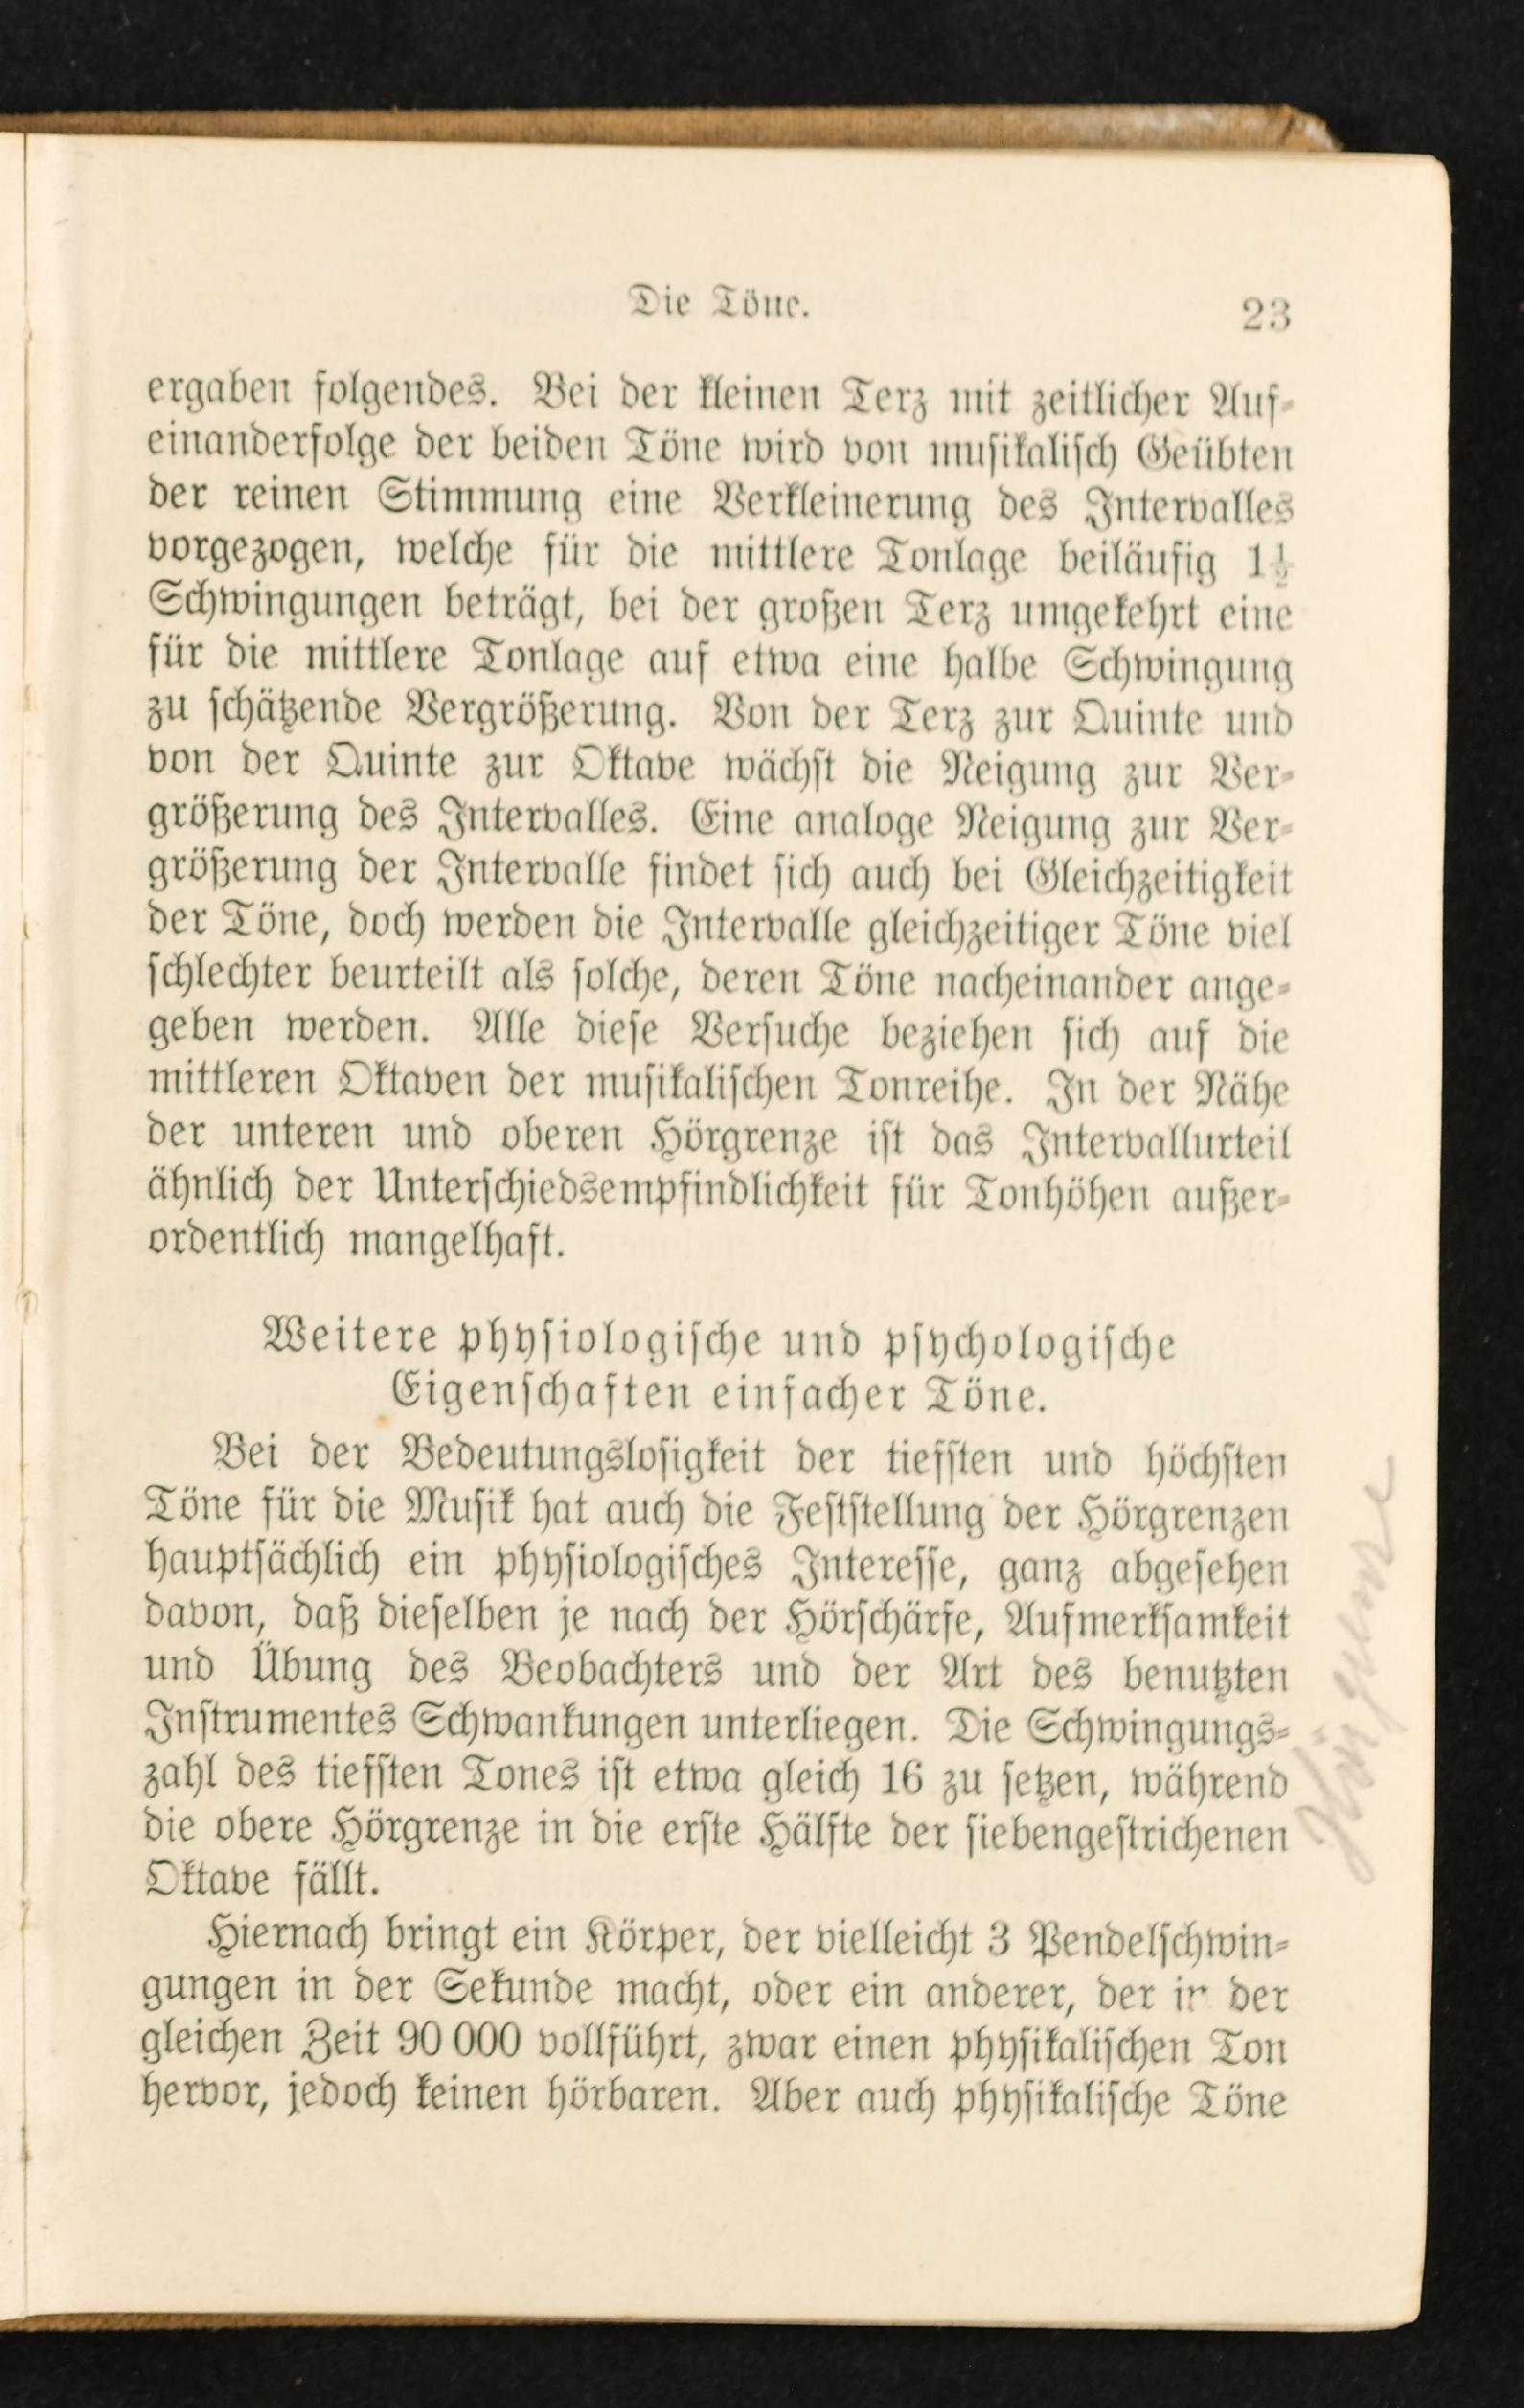 Die Töne.
23
ergaben folgendes. Bei der kleinen Terz mit zeitlicher Auf-
einanderfolge der beiden Töne wird von musikalisch Geübten
der reinen Stimmung eine Verkleinerung des Intervalles
vorgezogen, welche für die mittlere Tonlage beiläufig 1½
Schwingungen beträgt, bei der großen Terz umgekehrt eine
für die mittlere Tonlage auf etwa eine halbe Schwingung
zu schätzende Vergrößerung. Von der Terz zur Quinte und
von der Quinte zur Oktave wächst die Neigung zur Ver-
größerung des Intervalles. Eine analoge Neigung zur Ver-
größerung der Intervalle findet sich auch bei Gleichzeitigkeit
der Töne, doch werden die Intervalle gleichzeitiger Töne viel
schlechter beurteilt als solche, deren Töne nacheinander ange-
geben werden. Alle diese Versuche beziehen sich auf die
mittleren Oktaven der musikalischen Tonreihe. In der Nähe
der unteren und oberen Hörgrenze ist das Intervallurteil
ähnlich der Unterschiedsempfindlichkeit für Tonhöhen außer-
ordentlich mangelhaft.
Weitere physiologische und psychologische
Eigenschaften einfacher Töne.
Bei der Bedeutungslosigkeit der tiefsten und höchsten
Töne für die Musik hat auch die Feststellung der Hörgrenzen
hauptsächlich ein physiologisches Interesse, ganz abgesehen
davon, daß dieselben je nach der Hörschärfe, Aufmerksamkeit
und Übung des Beobachters und der Art des benutzten
Instrumentes Schwankungen unterliegen. Die Schwingungs-
zahl des tiefsten Tones ist etwa gleich 16 zu setzen, während
die obere Hörgrenze in die erste Hälfte der siebengestrichenen
Oktave fällt.
Hiernach bringt ein Körper, der vielleicht 3 Pendelschwin-
gungen in der Sekunde macht, oder ein anderer, der in der
gleichen Zeit 90 000 vollführt, zwar einen physikalischen Ton
hervor, jedoch keinen hörbaren. Aber auch physikalische Töne
Hörgrenze